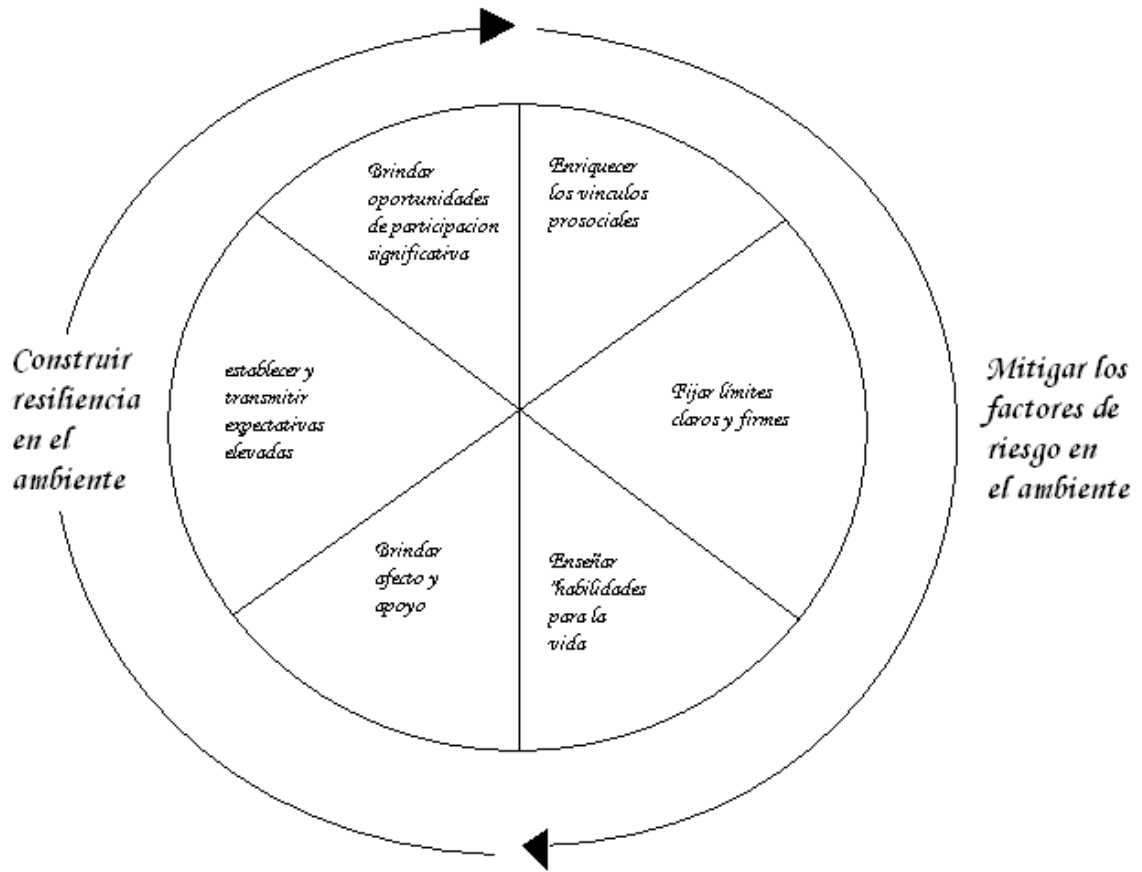 Brindar
oportunidades
de participacion
significativa
Enriquecer
los vinculos
prosociales
Construir
resiliencia
en el
ambiente
establecer y
transmitir
expectativas
elevadas
Fijar límites
claros y firmes
Mitigar los
factores de
riesgo en
el ambiente
Brindar
afecto y
apoyo
Enseñar
"habilidades
para la
vida